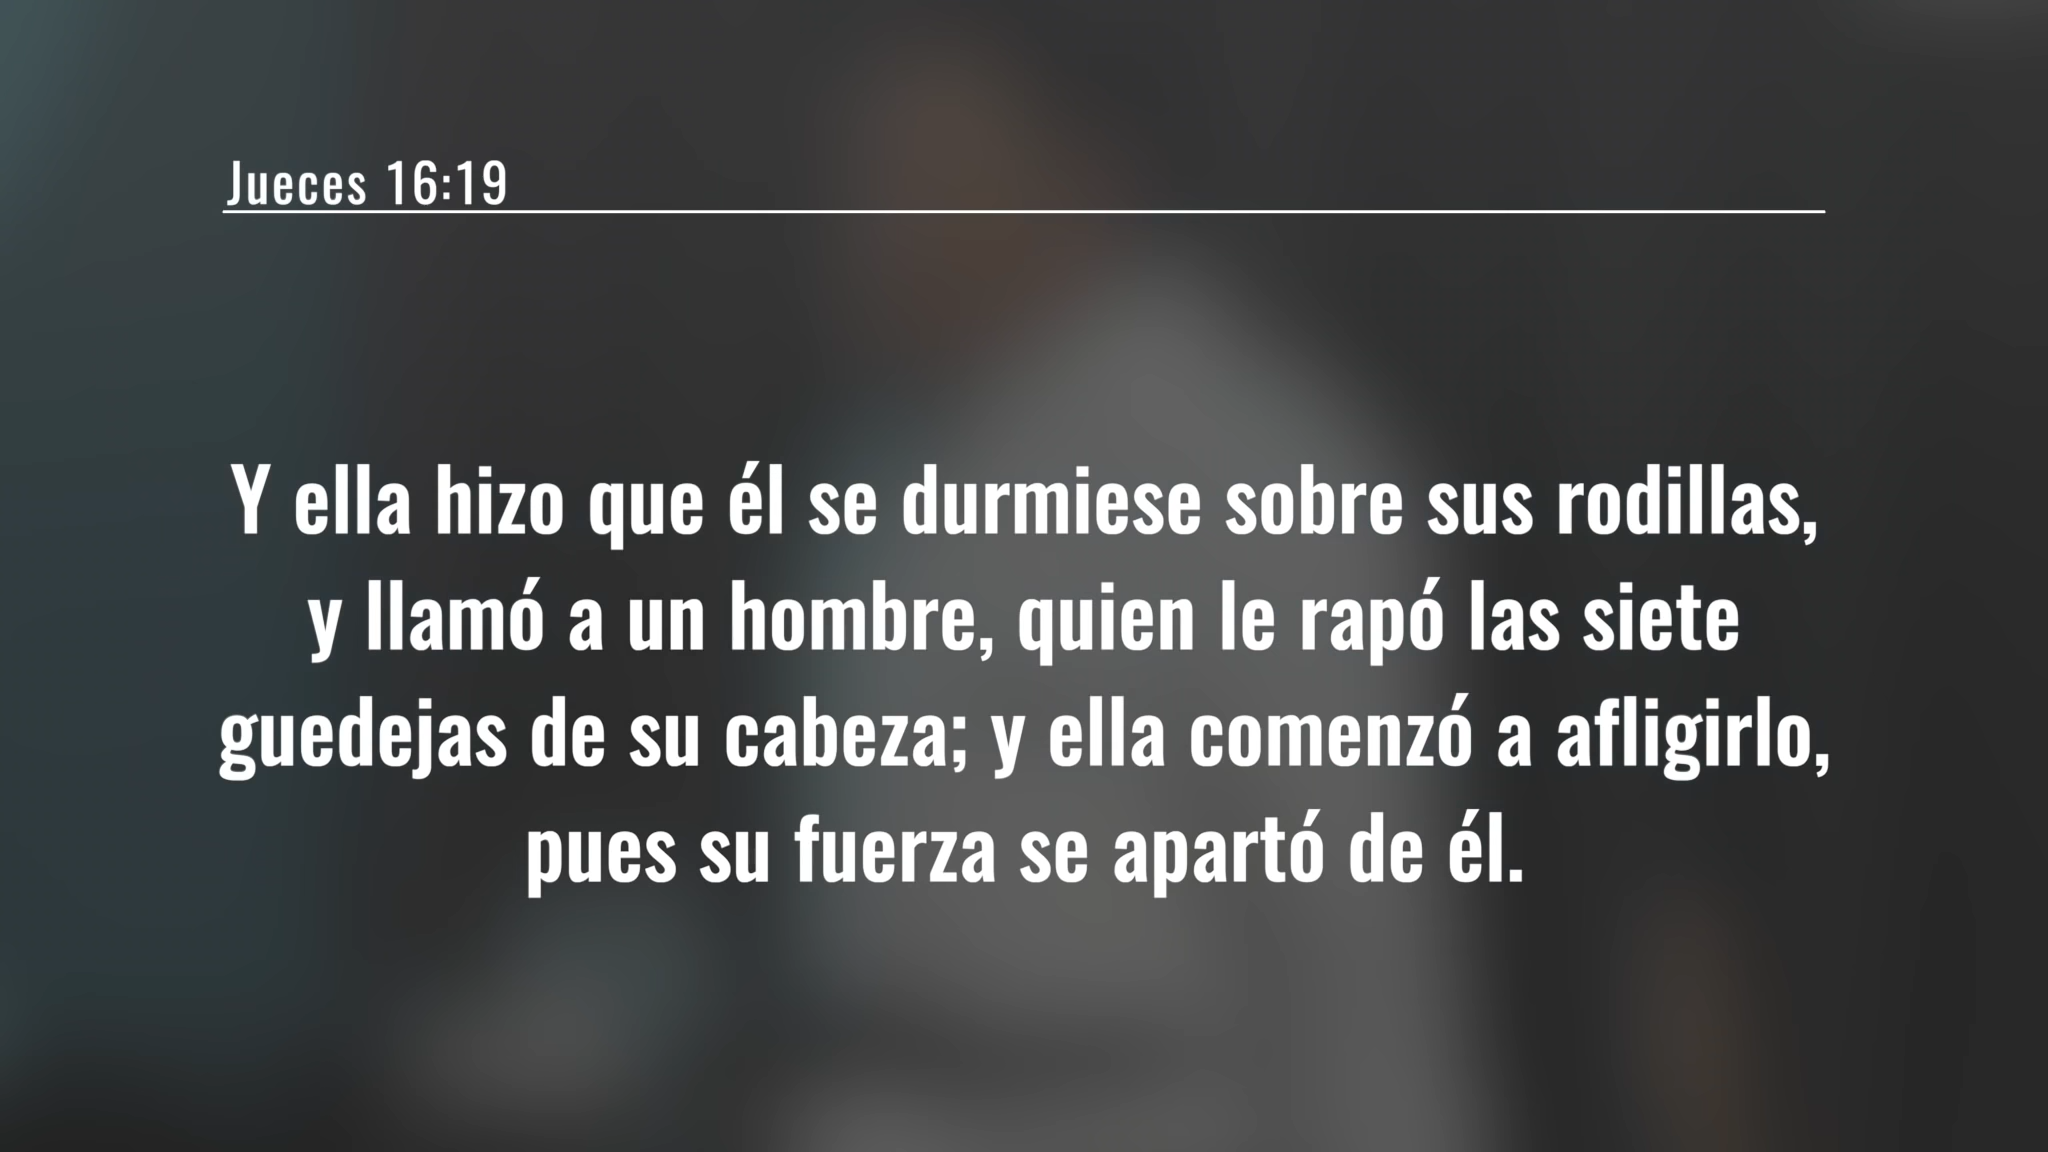 Jueces 16:19
Y ella hizo que él se durmiese sobre sus rodillas,
y llamó a un hombre, quien le rapó las siete
guedejas de su cabeza; y ella comenzó a afligirlo,
pues su fuerza se apartó de él.